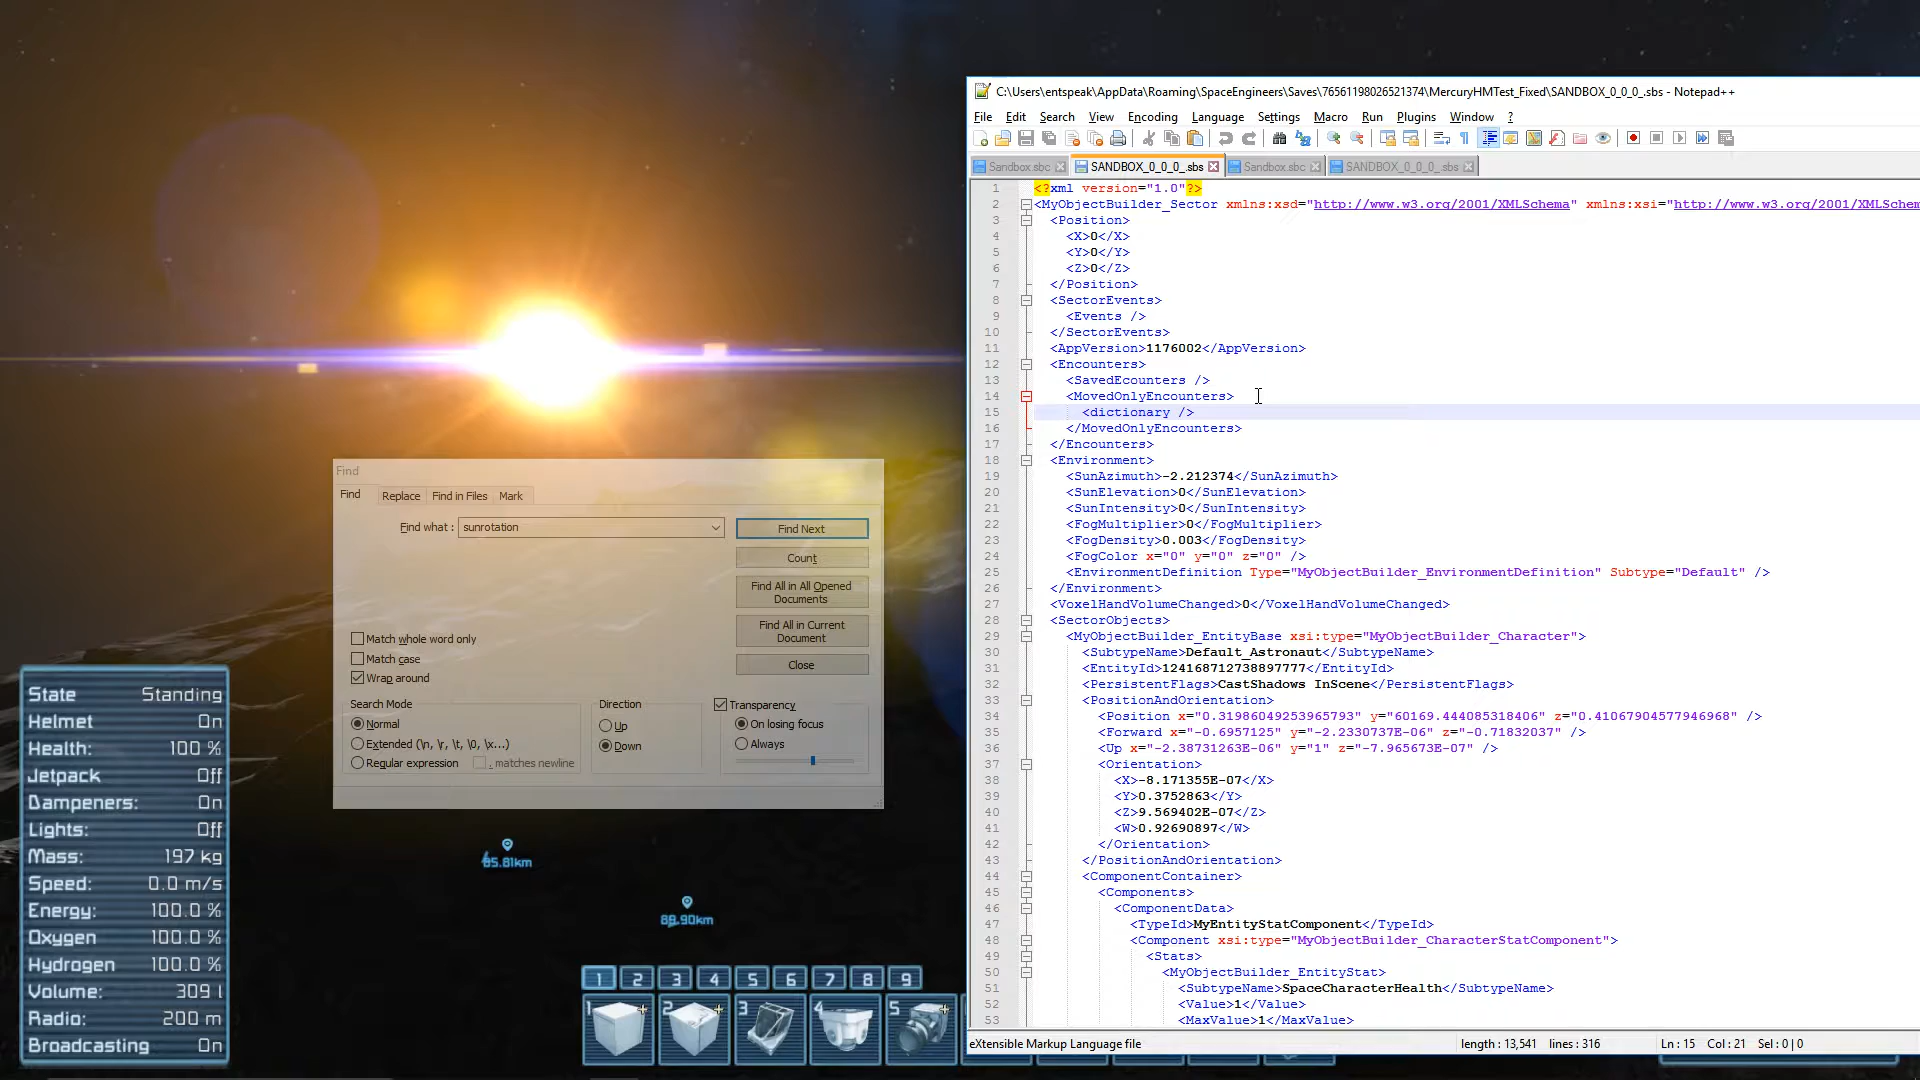 C:\Users\entspeak\AppData\Roaming\SpaceEngineers\Saves\76561198026521374\MercuryHMTest_Fixed\SANDBOX_0_0_0_.sbs - Notepad++
File Edit Search View Encoding Language Settings Macro Run Plugins Window ?
Sandbox.sbc SANDBOX_0_0_0_.sbs Sandbox.sbc SANDBOX_0_0_0_.sbs
1 <?xml version="1.0"?>
2 <MyObjectBuilder_Sector xmlns:xsd="http://www.w3.org/2001/XMLSchema" xmlns:xsi="http://www.w3.org/2001/XMLSchem
3 <Position>
4 <X>0</X>
5 <Y>0</Y>
6 <Z>0</Z>
7 </Position>
8 <SectorEvents>
9 <Events />
10 </SectorEvents>
11 <AppVersion>1176002</AppVersion>
12 <Encounters>
13 <SavedEcounters />
14 <MovedOnlyEncounters>
15 <dictionary />
16 </MovedOnlyEncounters>
17 </Encounters>
18 <Environment>
19 <SunAzimuth>-2.212374</SunAzimuth>
20 <SunElevation>0</SunElevation>
21 <SunIntensity>0</SunIntensity>
22 <FogMultiplier>0</FogMultiplier>
23 <FogDensity>0.003</FogDensity>
24 <FogColor x="0" y="0" z="0" />
25 <EnvironmentDefinition Type="MyObjectBuilder_EnvironmentDefinition" Subtype="Default" />
26 </Environment>
27 <VoxelHandVolumeChanged>0</VoxelHandVolumeChanged>
28 <SectorObjects>
29 <MyObjectBuilder_EntityBase xsi:type="MyObjectBuilder_Character">
30 <SubtypeName>Default_Astronaut</SubtypeName>
31 <EntityId>124168712738897777</EntityId>
32 <PersistentFlags>CastShadows InScene</PersistentFlags>
33 <PositionAndOrientation>
34 <Position x="0.31986049253965793" y="60169.444085318406" z="0.41067904577946968" />
35 <Forward x="-0.6957125" y="-2.2330737E-06" z="-0.71832037" />
36 <Up x="-2.38731263E-06" y="1" z="-7.965673E-07" />
37 <Orientation>
38 <X>-8.171355E-07</X>
39 <Y>0.3752863</Y>
40 <Z>9.569402E-07</Z>
41 <W>0.92690897</W>
42 </Orientation>
43 </PositionAndOrientation>
44 <ComponentContainer>
45 <Components>
46 <ComponentData>
47 <TypeId>MyEntityStatComponent</TypeId>
48 <Component xsi:type="MyObjectBuilder_CharacterStatComponent">
49 <Stats>
50 <MyObjectBuilder_EntityStat>
51 <SubtypeName>SpaceCharacterHealth</SubtypeName>
52 <Value>1</Value>
53 <MaxValue>1</MaxValue>
eXtensible Markup Language file length : 13,541 lines : 316 Ln : 15 Col : 21 Sel : 0 | 0
Find
Find Replace Find in Files Mark
Find what : sunrotation
Find Next
Count
Find All in All Opened
Documents
Find All in Current
Document
Close
Match whole word only
Match case
Wrap around
Search Mode
Normal
Extended (\n, \r, \t, \0, \x...)
Regular expression
. matches newline
Direction
Up
Down
Transparency
On losing focus
Always
State Standing
Helmet On
Health: 100 %
Jetpack Off
Dampeners: On
Lights: Off
Mass: 197 kg
Speed: 0.0 m/s
Energy: 100.0 %
Oxygen 100.0 %
Hydrogen 100.0 %
Volume: 309 l
Radio: 200 m
Broadcasting On
85.81km
1 2 3 4 5 6 7 8 9
1 2 3 4 5